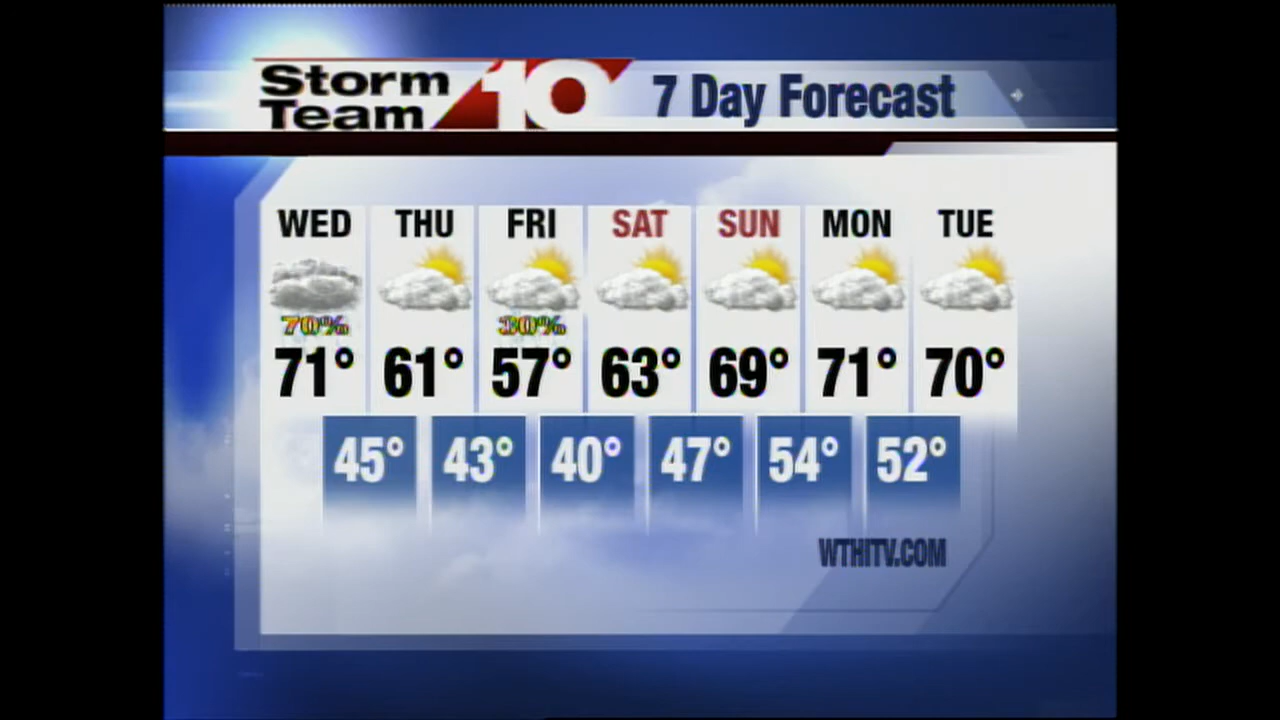 Storm
Team
10
7 Day Forecast
WED THU FRI SAT SUN MON TUE
70% 30%
71° 61° 57° 63° 69° 71° 70°
45° 43° 40° 47° 54° 52°
WTHITV.COM